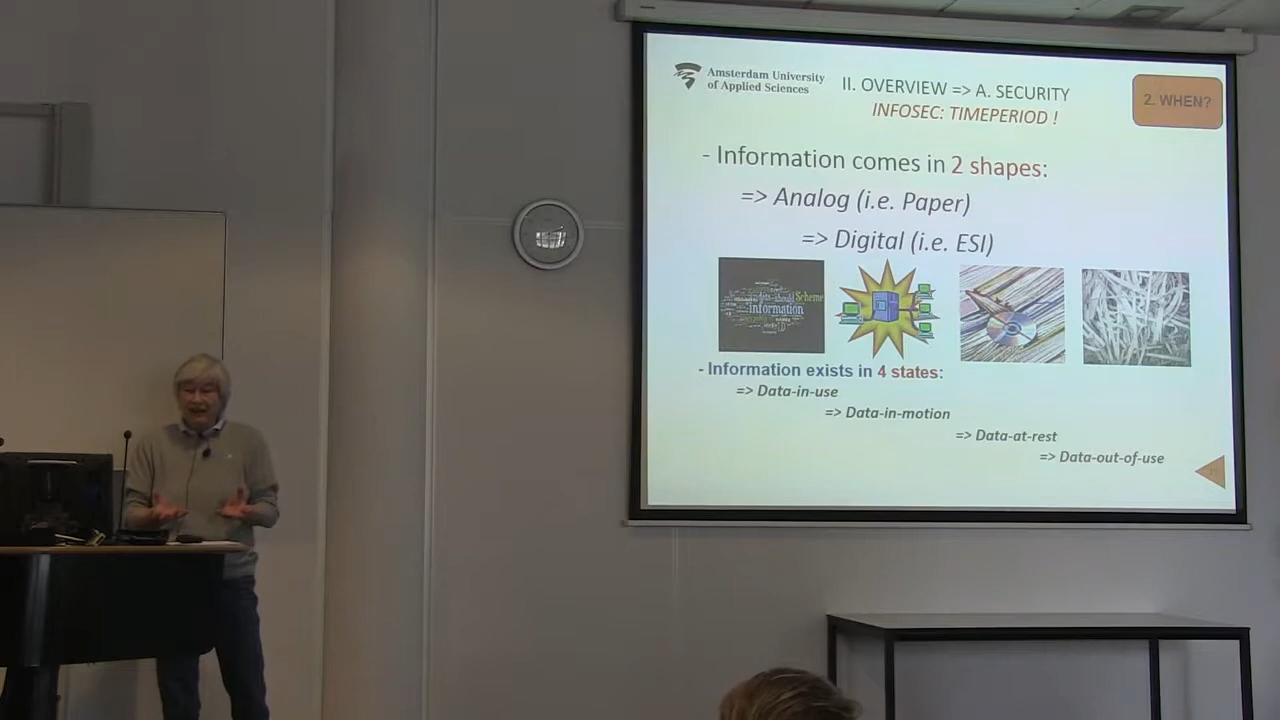 Amsterdam University
of Applied Sciences
II. OVERVIEW => A. SECURITY
INFOSEC: TIMEPERIOD !
2. WHEN?
- Information comes in 2 shapes:
=> Analog (i.e. Paper)
=> Digital (i.e. ESI)
Scheme
information
ID
- Information exists in 4 states:
=> Data-in-use
=> Data-in-motion
=> Data-at-rest
=> Data-out-of-use